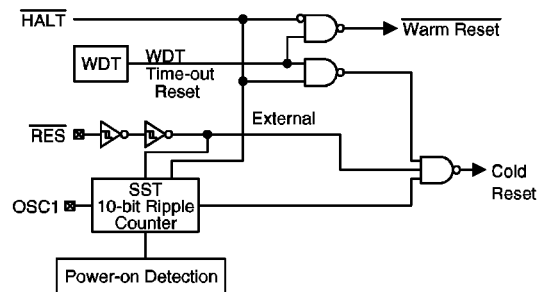 HALT
Warm Reset
WDT
WDT
Time-out
Reset
External
RES
Cold
Reset
SST
10-bit Ripple
Counter
OSC1
Power-on Detection